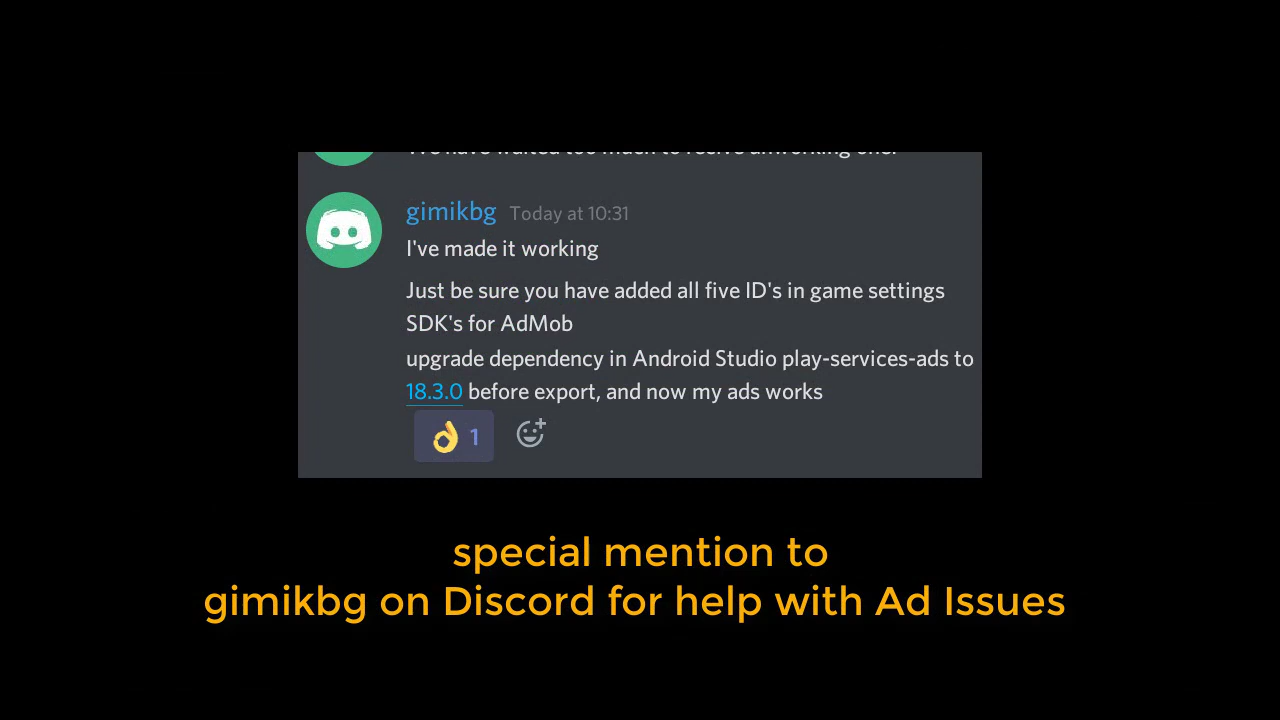 gimikbg Today at 10:31
I've made it working
Just be sure you have added all five ID's in game settings
SDK's for AdMob
upgrade dependency in Android Studio play-services-ads to
18.3.0 before export, and now my ads works
1
special mention to
gimikbg on Discord for help with Ad Issues